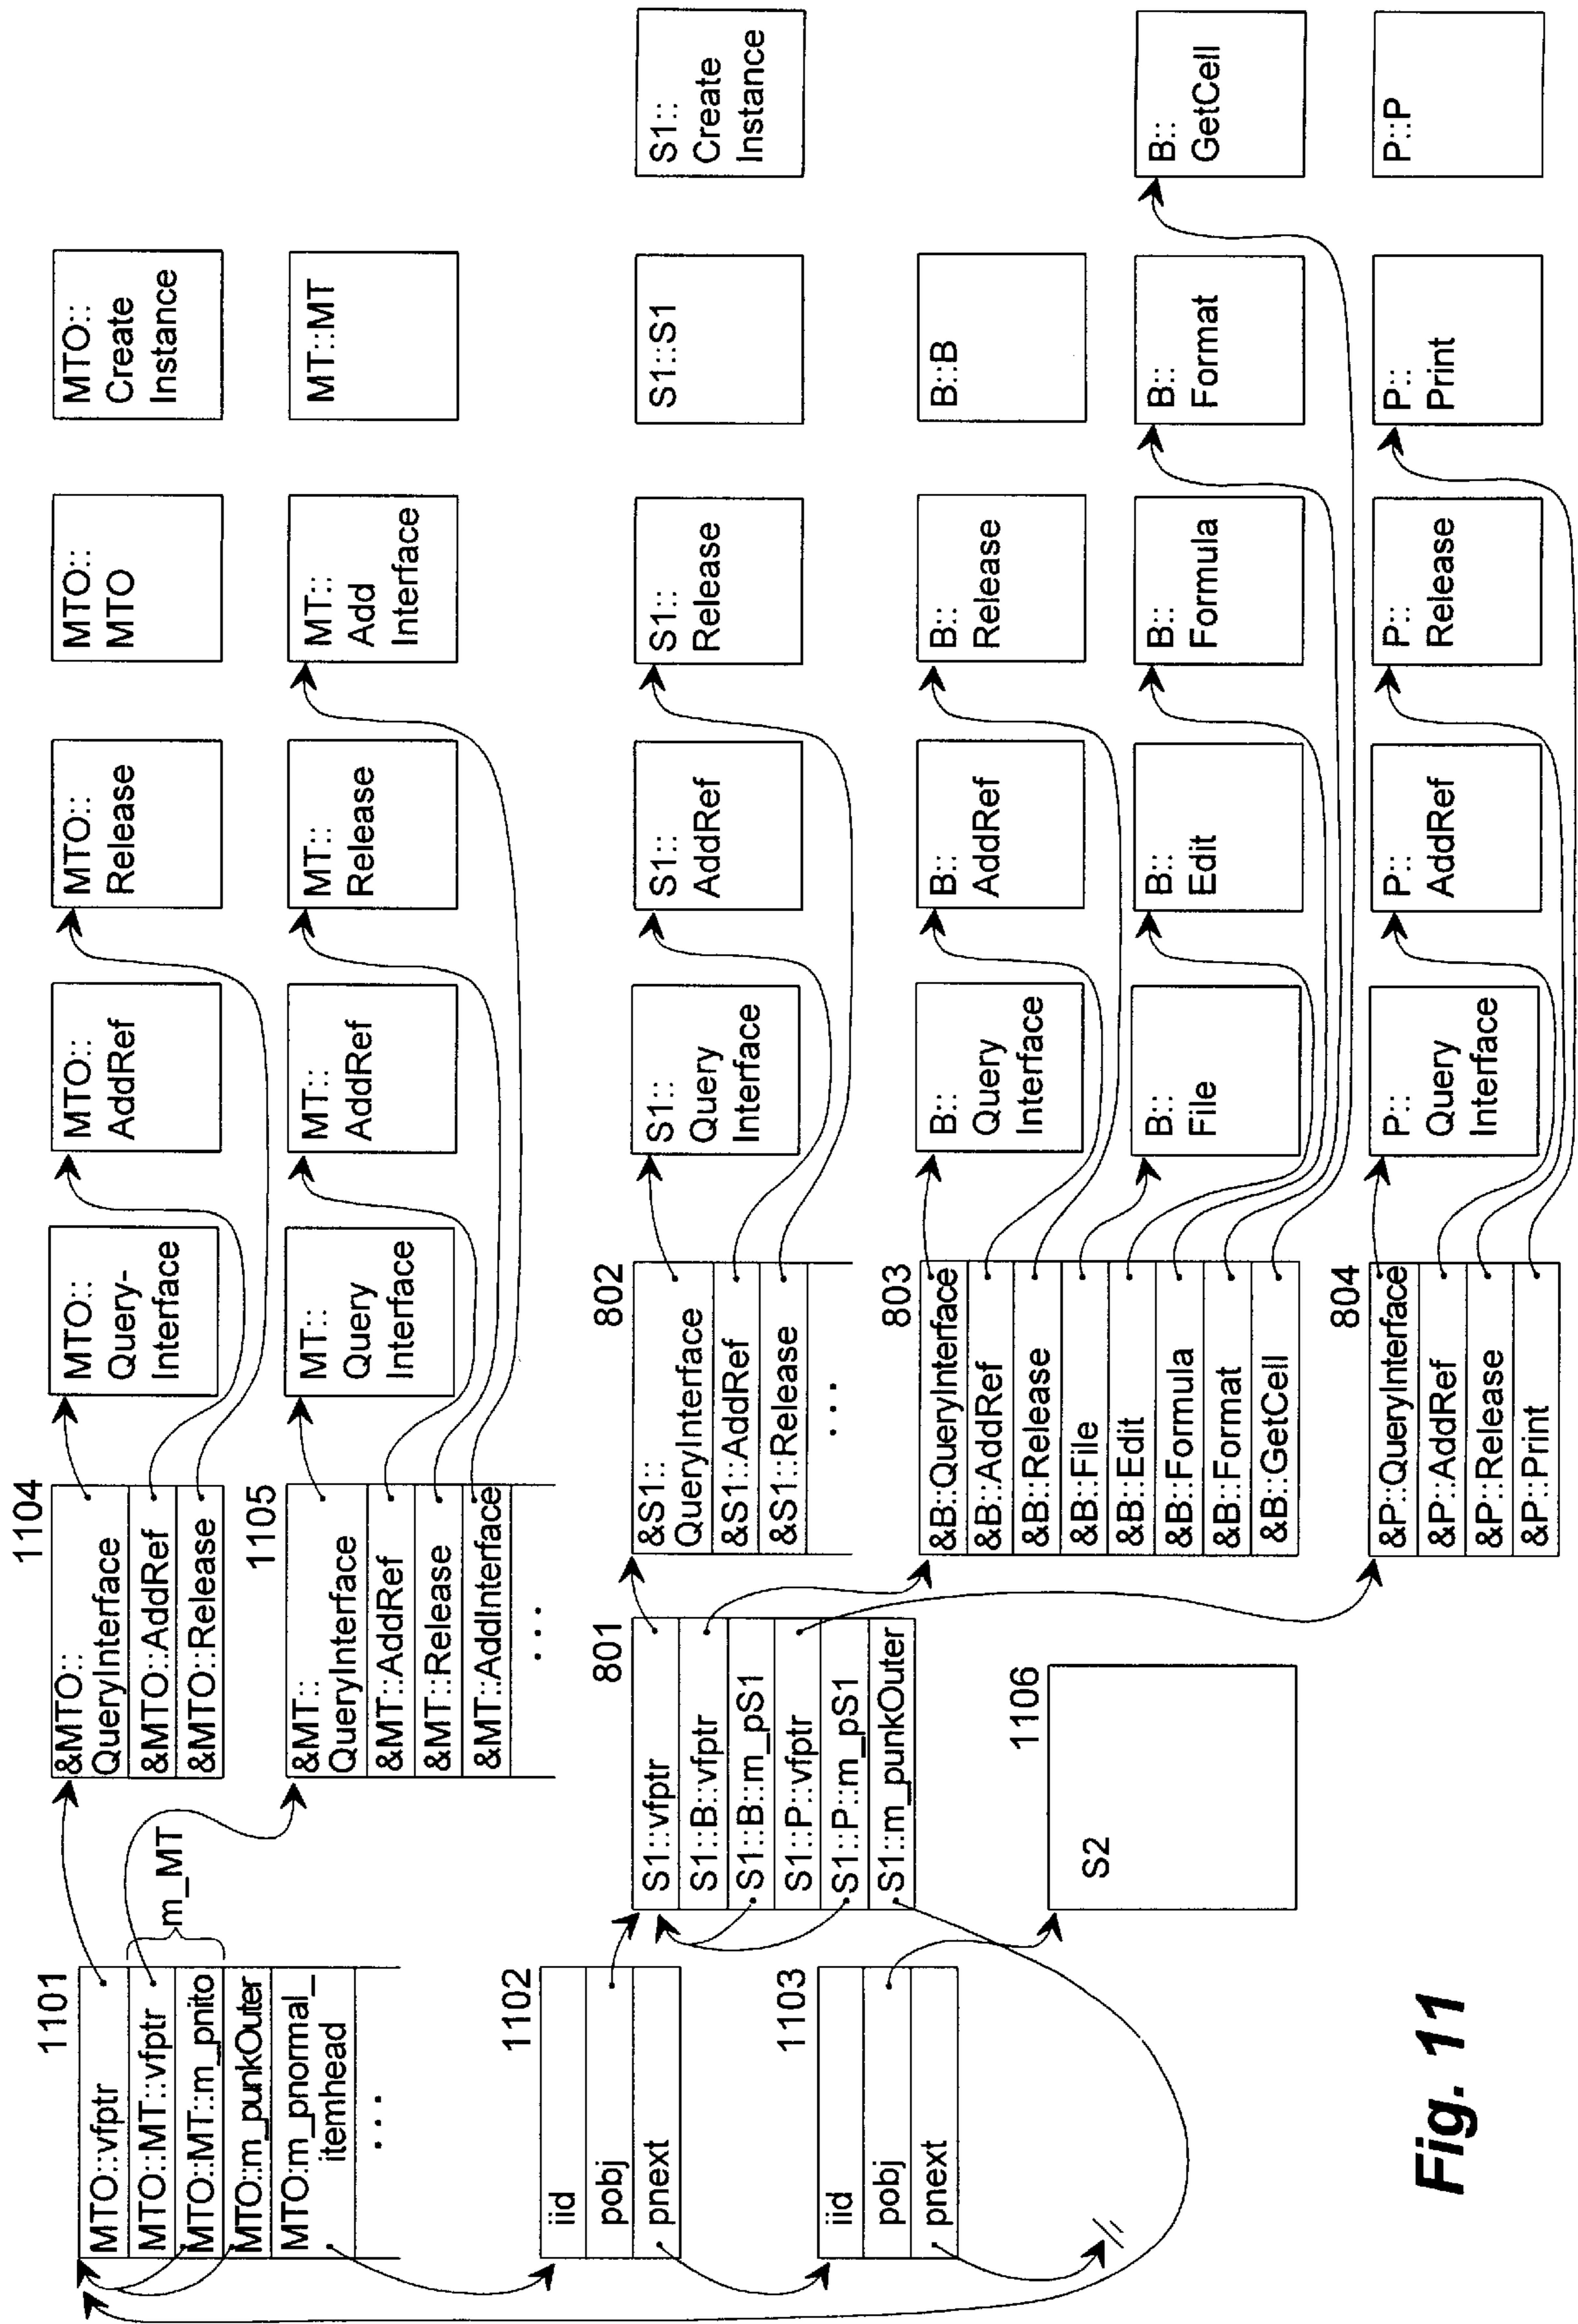 1101
MTO::vfptr
MTO::MT::vfptr
MTO::MT::m_pnito
MTO::m_punkOuter
MTO:m_pnormal_
itemhead
. . .
m_MT
1104
&MTO::
QueryInterface
&MTO::AddRef
&MTO::Release
MTO::
Query-
Interface
MTO::
AddRef
MTO::
Release
MTO::
MTO
MTO::
Create
Instance
1105
&MT::
QueryInterface
&MT::AddRef
&MT::Release
&MT::AddInterface
. . .
MT::
Query
Interface
MT::
AddRef
MT::
Release
MT::
Add
Interface
MT::MT
1102
iid
pobj
pnext
1103
iid
pobj
pnext
801
S1::vfptr
S1::B::vfptr
S1::B::m_pS1
S1::P::vfptr
S1::P::m_pS1
S1::m_punkOuter
1106
S2
802
&S1::
QueryInterface
&S1::AddRef
&S1::Release
. . .
S1::
Query
Interface
S1::
AddRef
S1::
Release
S1::S1
S1::
Create
Instance
803
&B::QueryInterface
&B::AddRef
&B::Release
&B::File
&B::Edit
&B::Formula
&B::Format
&B::GetCell
B::
Query
Interface
B::
AddRef
B::
Release
B::B
B::
File
B::
Edit
B::
Formula
B::
Format
B::
GetCell
804
&P::QueryInterface
&P::AddRef
&P::Release
&P::Print
P::
Query
Interface
P::
AddRef
P::
Release
P::
Print
P::P
Fig. 11